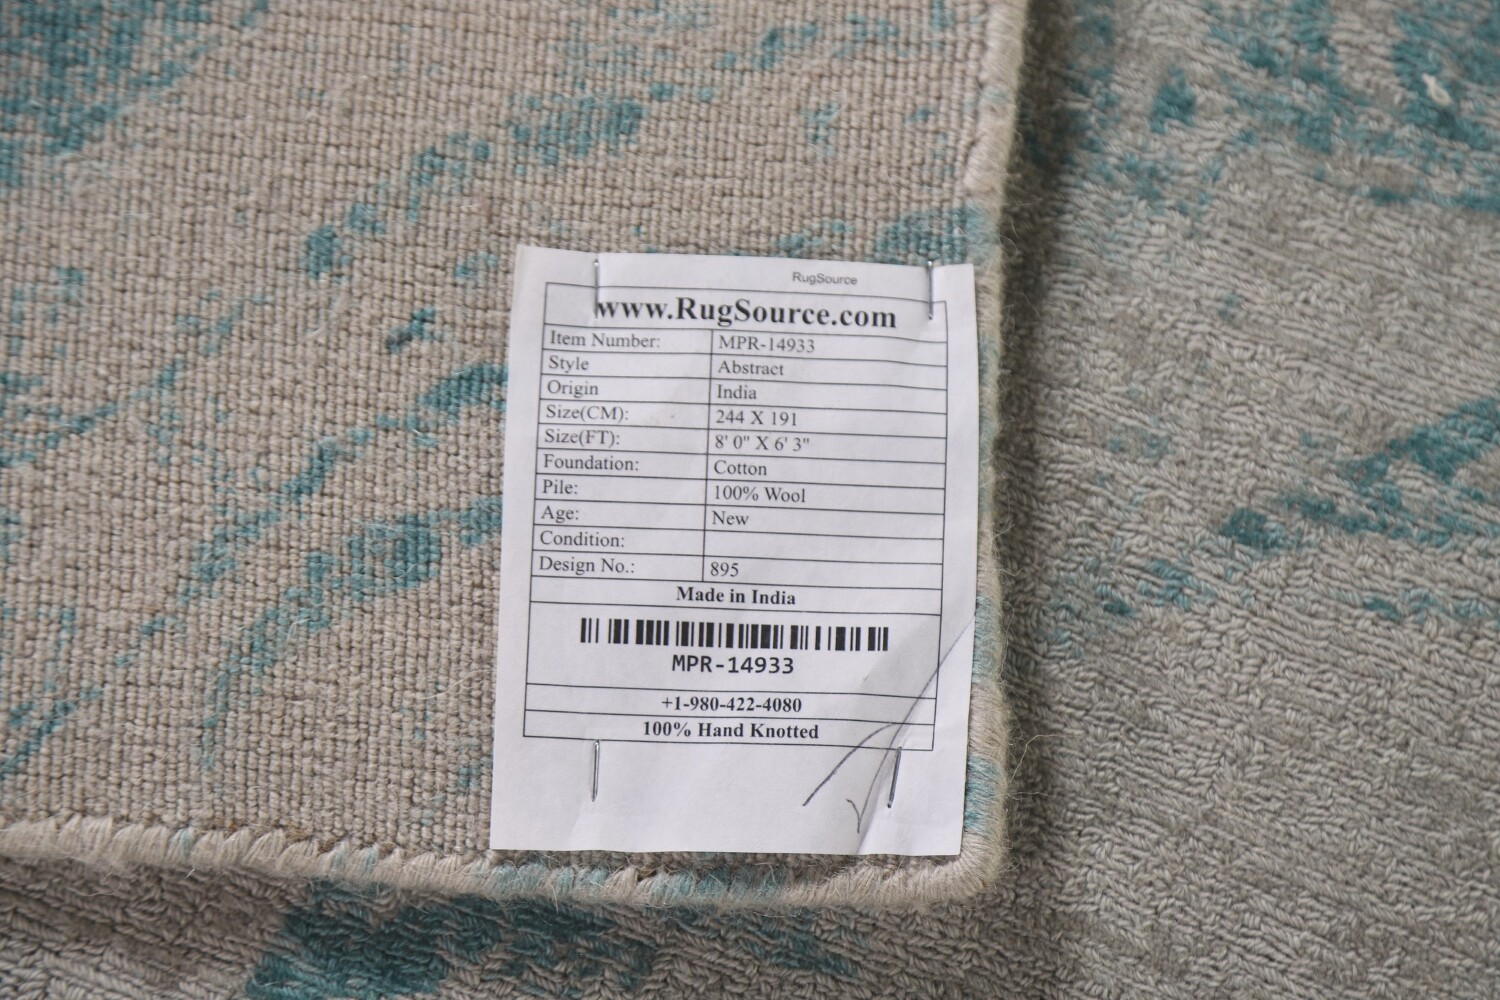 RugSource
www.RugSource.com
Item Number: MPR-14933
Style Abstract
Origin India
Size(CM): 244 X 191
Size(FT): 8' 0" X 6' 3"
Foundation: Cotton
Pile: 100% Wool
Age: New
Condition:
Design No.: 895
Made in India
MPR-14933
+1-980-422-4080
100% Hand Knotted